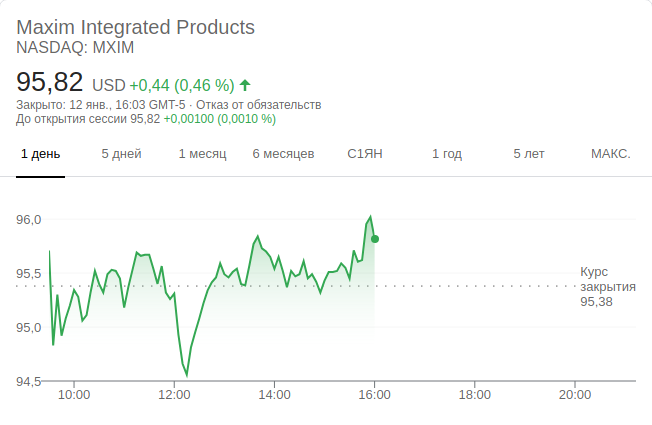 Maxim Integrated Products
NASDAQ: MXIM
95,82 USD +0,44 (0,46 %)
Закрыто: 12 янв., 16:03 GMT-5 · Отказ от обязательств
До открытия сессии 95,82 +0,00100 (0,0010 %)
1 день 5 дней 1 месяц 6 месяцев С1ЯН 1 год 5 лет МАКС.
96,0
95,5
95,0
94,5
Курс
закрытия
95,38
10:00 12:00 14:00 16:00 18:00 20:00